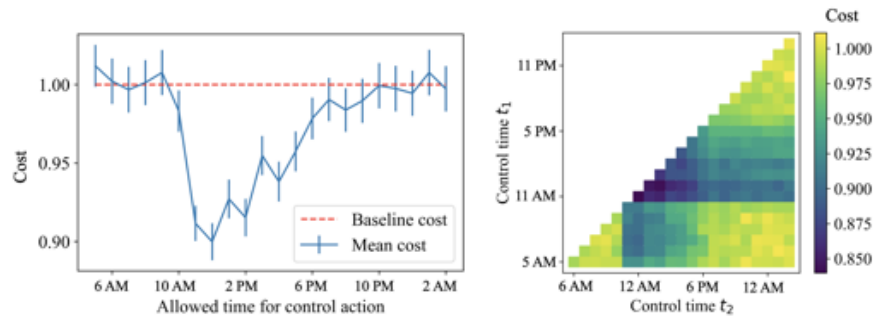 Cost
1.00
0.95
0.90
Baseline cost
Mean cost
6 AM
10 AM
2 PM
6 PM
10 PM
2 AM
Allowed time for control action
Cost
Control time t₁
11 PM
5 PM
11 AM
5 AM
6 AM
12 AM
6 PM
12 AM
Control time t₂
1.000
0.975
0.950
0.925
0.900
0.875
0.850